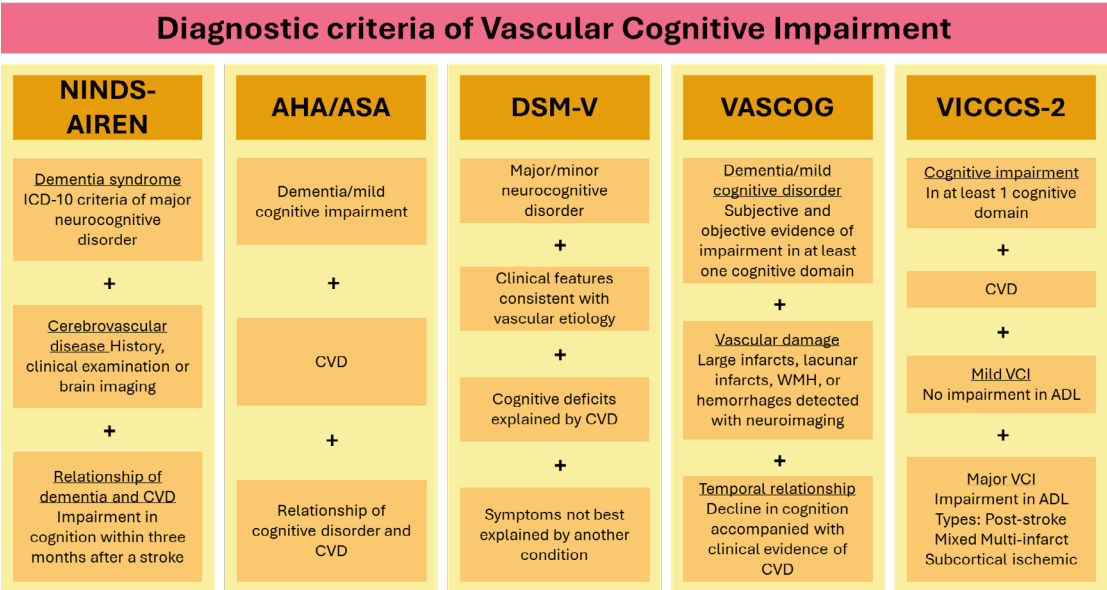 Diagnostic criteria of Vascular Cognitive Impairment
NINDS-
AIREN
Dementia syndrome
ICD-10 criteria of major
neurocognitive
disorder
+
Cerebrovascular
disease History,
clinical examination or
brain imaging
+
Relationship of
dementia and CVD
Impairment in
cognition within three
months after a stroke
AHA/ASA
Dementia/mild
cognitive impairment
+
CVD
+
Relationship of
cognitive disorder and
CVD
DSM-V
Major/minor
neurocognitive
disorder
+
Clinical features
consistent with
vascular etiology
+
Cognitive deficits
explained by CVD
+
Symptoms not best
explained by another
condition
VASCOG
Dementia/mild
cognitive disorder
Subjective and
objective evidence of
impairment in at least
one cognitive domain
+
Vascular damage
Large infarcts, lacunar
infarcts, WMH, or
hemorrhages detected
with neuroimaging
+
Temporal relationship
Decline in cognition
accompanied with
clinical evidence of
CVD
VICCCS-2
Cognitive impairment
In at least 1 cognitive
domain
+
CVD
+
Mild VCI
No impairment in ADL
+
Major VCI
Impairment in ADL
Types: Post-stroke
Mixed Multi-infarct
Subcortical ischemic